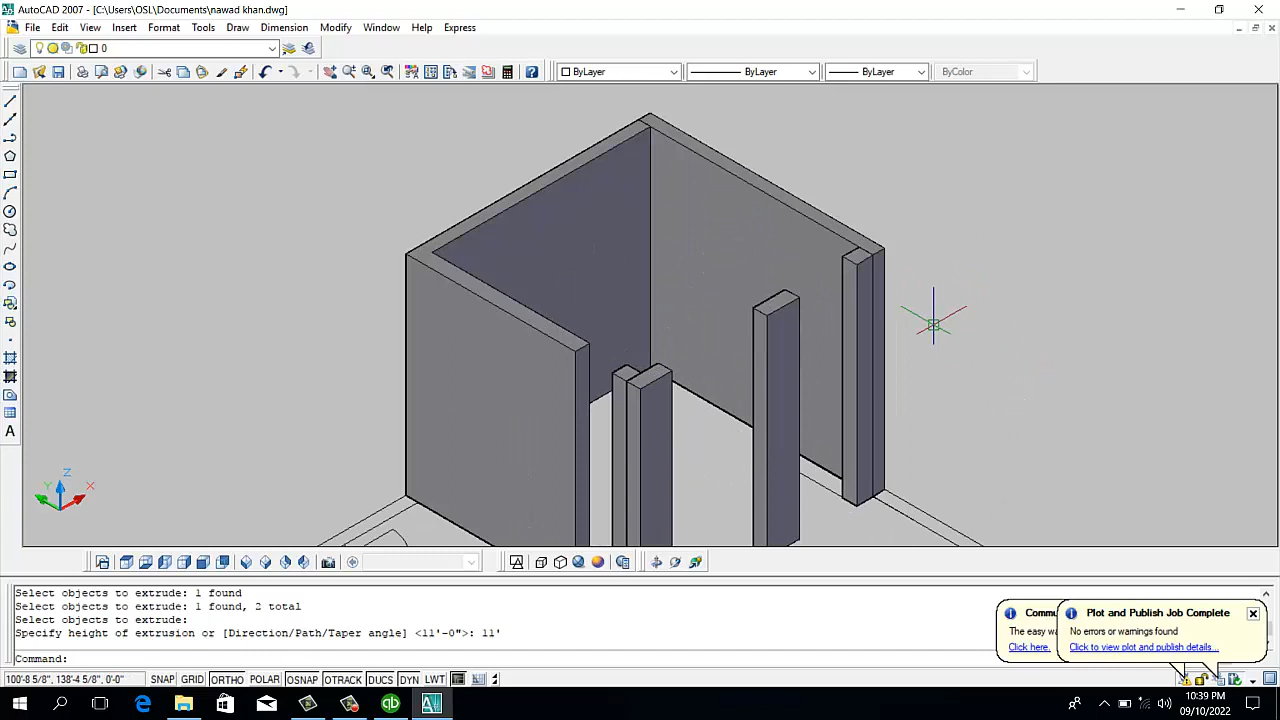 AutoCAD 2007 - [C:\Users\OSL\Documents\nawad khan.dwg]
File Edit View Insert Format Tools Draw Dimension Modify Window Help Express
0
ByLayer ByLayer ByLayer ByColor
Z
Y X
Select objects to extrude: 1 found
Select objects to extrude: 1 found, 2 total
Select objects to extrude:
Specify height of extrusion or [Direction/Path/Taper angle] <11'-0">: 11'
Command:
Plot and Publish Job Complete
The easy
No errors or warnings found
Click here.
Click to view plot and publish details...
100'-8 5/8", 138'-4 5/8", 0'-0" SNAP GRID ORTHO POLAR OSNAP OTRACK DUCS DYN LWT
10:39 PM
09/10/2022